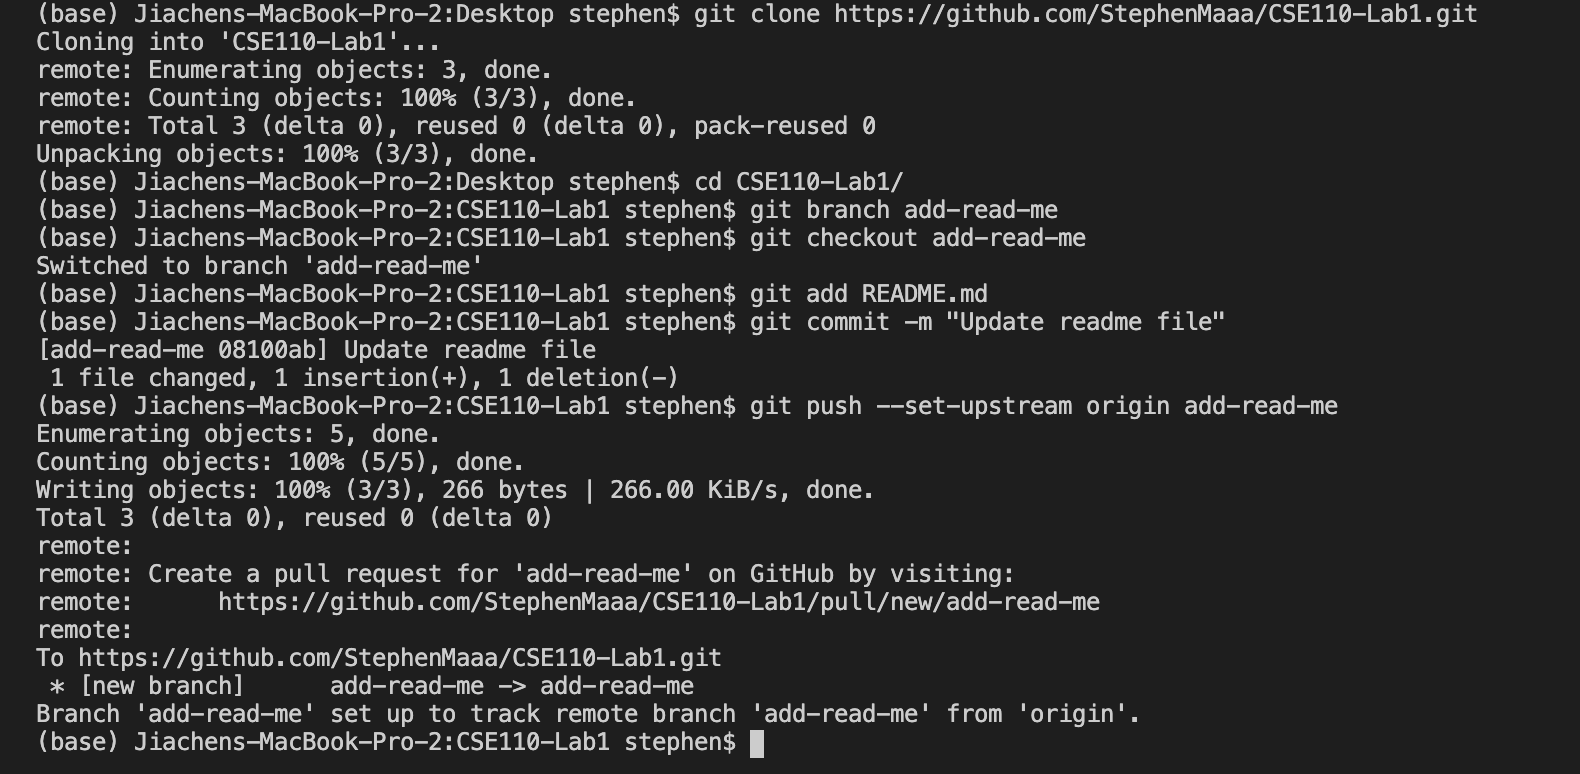 (base) Jiachens-MacBook-Pro-2:Desktop stephen$ git clone https://github.com/StephenMaaa/CSE110-Lab1.git
Cloning into 'CSE110-Lab1'...
remote: Enumerating objects: 3, done.
remote: Counting objects: 100% (3/3), done.
remote: Total 3 (delta 0), reused 0 (delta 0), pack-reused 0
Unpacking objects: 100% (3/3), done.
(base) Jiachens-MacBook-Pro-2:Desktop stephen$ cd CSE110-Lab1/
(base) Jiachens-MacBook-Pro-2:CSE110-Lab1 stephen$ git branch add-read-me
(base) Jiachens-MacBook-Pro-2:CSE110-Lab1 stephen$ git checkout add-read-me
Switched to branch 'add-read-me'
(base) Jiachens-MacBook-Pro-2:CSE110-Lab1 stephen$ git add README.md
(base) Jiachens-MacBook-Pro-2:CSE110-Lab1 stephen$ git commit -m "Update readme file"
[add-read-me 08100ab] Update readme file
 1 file changed, 1 insertion(+), 1 deletion(-)
(base) Jiachens-MacBook-Pro-2:CSE110-Lab1 stephen$ git push --set-upstream origin add-read-me
Enumerating objects: 5, done.
Counting objects: 100% (5/5), done.
Writing objects: 100% (3/3), 266 bytes | 266.00 KiB/s, done.
Total 3 (delta 0), reused 0 (delta 0)
remote:
remote: Create a pull request for 'add-read-me' on GitHub by visiting:
remote:      https://github.com/StephenMaaa/CSE110-Lab1/pull/new/add-read-me
remote:
To https://github.com/StephenMaaa/CSE110-Lab1.git
 * [new branch]      add-read-me -> add-read-me
Branch 'add-read-me' set up to track remote branch 'add-read-me' from 'origin'.
(base) Jiachens-MacBook-Pro-2:CSE110-Lab1 stephen$